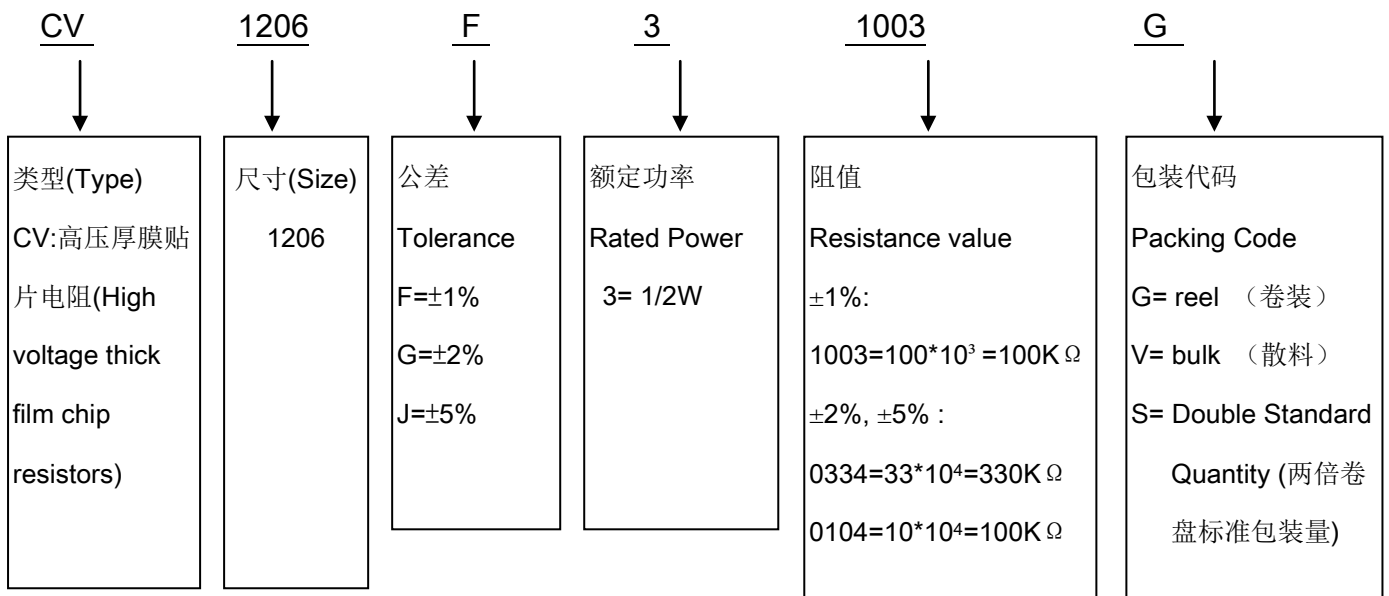 CV 1206 F 3 1003 G
类型(Type)
CV:高压厚膜贴
片电阻(High
voltage thick
film chip
resistors)
尺寸(Size)
1206
公差
Tolerance
F=±1%
G=±2%
J=±5%
额定功率
Rated Power
3= 1/2W
阻值
Resistance value
±1%:
1003=100*10³ =100KΩ
±2%, ±5% :
0334=33*10⁴=330KΩ
0104=10*10⁴=100KΩ
包装代码
Packing Code
G= reel （卷装）
V= bulk （散料）
S= Double Standard
Quantity (两倍卷
盘标准包装量)